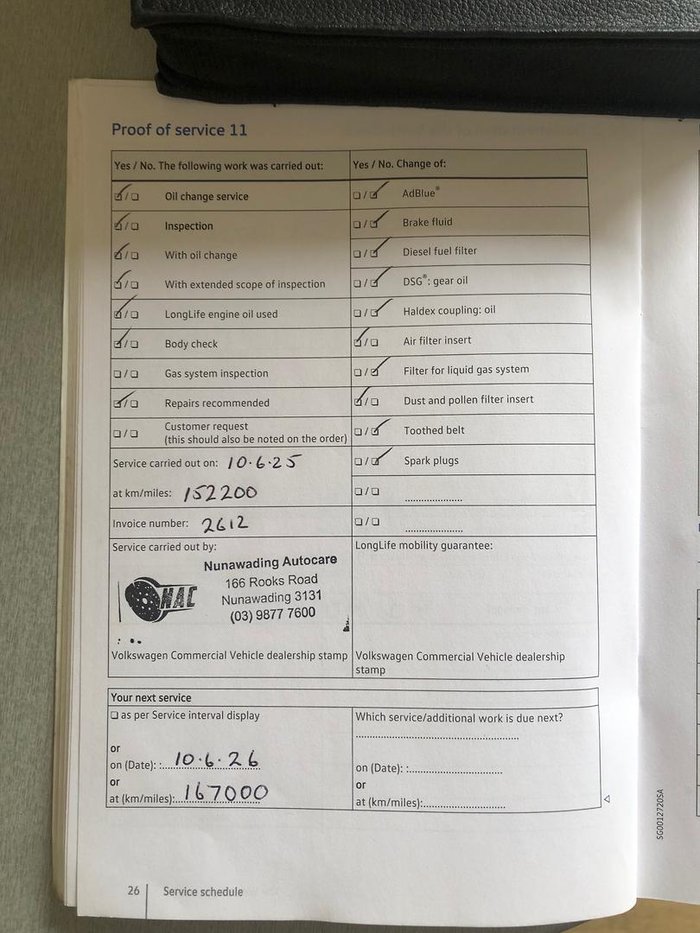 Proof of service 11
Yes / No. The following work was carried out:
Yes / No. Change of:
☑/☐ Oil change service
☐/☑ AdBlue®
☑/☐ Inspection
☐/☑ Brake fluid
☑/☐ With oil change
☐/☑ Diesel fuel filter
☑/☐ With extended scope of inspection
☐/☑ DSG®: gear oil
☑/☐ LongLife engine oil used
☐/☑ Haldex coupling: oil
☑/☐ Body check
☑/☐ Air filter insert
☐/☐ Gas system inspection
☐/☑ Filter for liquid gas system
☑/☐ Repairs recommended
☑/☐ Dust and pollen filter insert
☐/☐ Customer request
(this should also be noted on the order)
☐/☑ Toothed belt
Service carried out on: 10.6.25
☐/☑ Spark plugs
at km/miles: 152200
☐/☐ ....................
Invoice number: 2612
☐/☐ ....................
Service carried out by:
Nunawading Autocare
166 Rooks Road
Nunawading 3131
(03) 9877 7600
NAC
Volkswagen Commercial Vehicle dealership stamp
LongLife mobility guarantee:
Volkswagen Commercial Vehicle dealership
stamp
Your next service
☐ as per Service interval display
or
on (Date): 10.6.26
or
at (km/miles): 167000
Which service/additional work is due next?
on (Date):
or
at (km/miles):
SG0012720SA
26 Service schedule